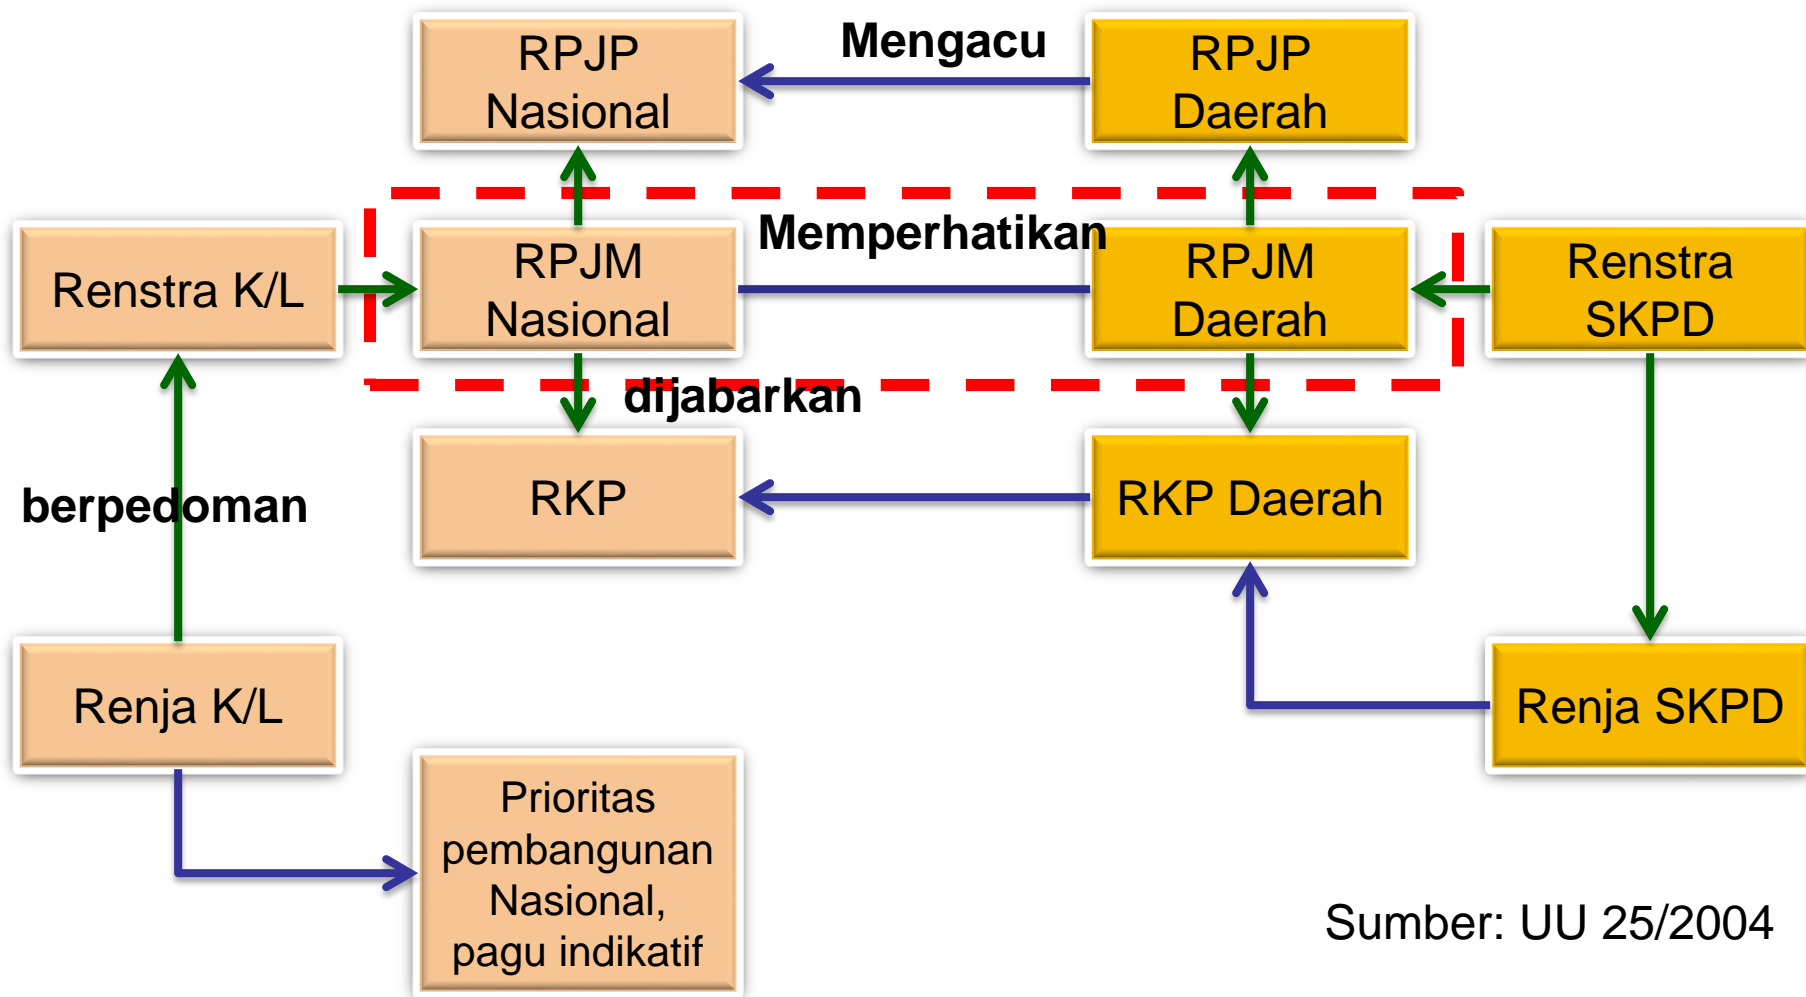 RPJP
Nasional
Mengacu
RPJP
Daerah
Renstra K/L
RPJM
Nasional
Memperhatikan
RPJM
Daerah
Renstra
SKPD
dijabarkan
berpedoman
RKP
RKP Daerah
Renja K/L
Renja SKPD
Prioritas
pembangunan
Nasional,
pagu indikatif
Sumber: UU 25/2004